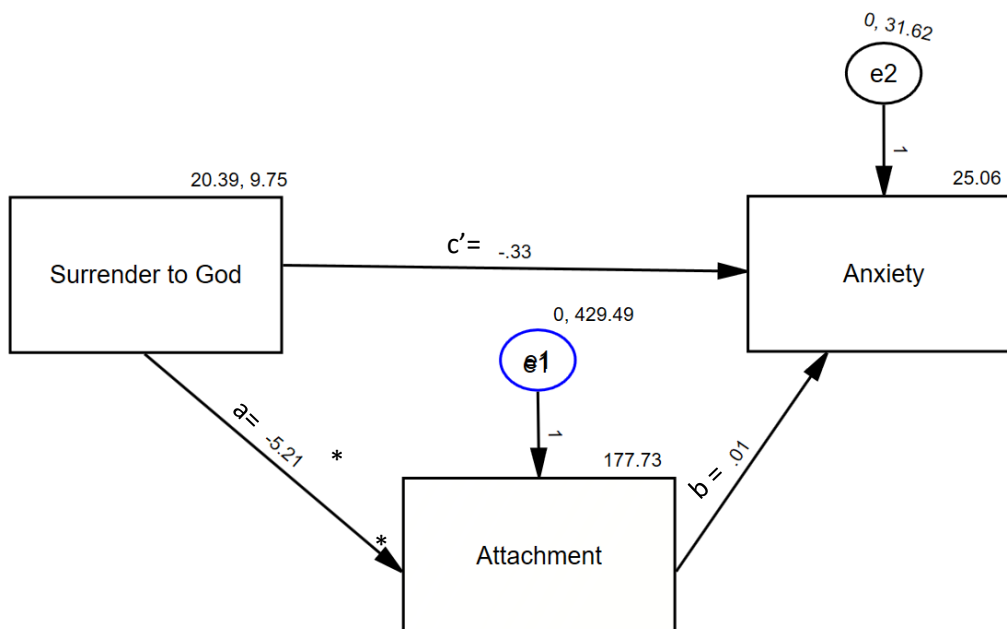 0, 31.62
e2
1
20.39, 9.75
25.06
Surrender to God
c’= -.33
Anxiety
0, 429.49
e1
1
a= -5.21 *
177.73
b = .01
*
Attachment